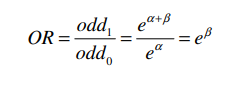 OR = odd₁ / odd₀ = e^(α+β) / e^α = e^β